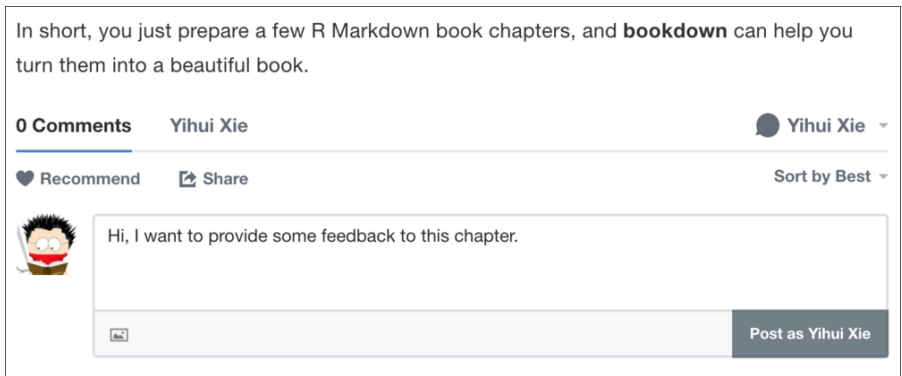 In short, you just prepare a few R Markdown book chapters, and bookdown can help you
turn them into a beautiful book.
0 Comments Yihui Xie Yihui Xie
Recommend Share Sort by Best
Hi, I want to provide some feedback to this chapter.
Post as Yihui Xie